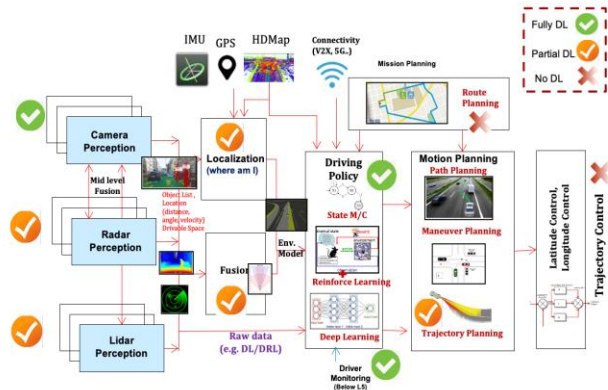 Fully DL
Partial DL
No DL
IMU
GPS
HDMap
Connectivity
(V2X, 5G..)
Mission Planning
Route
Planning
Camera
Perception
Mid level
Fusion
Radar
Perception
Lidar
Perception
Object List ,
Location
(distance,
angle, velocity)
Drivable Space
Localization
(where am I)
Fusion
Env.
Model
Raw data
(e.g. DL/DRL)
Driving
Policy
State M/C
Reinforce Learning
Deep Learning
Driver
Monitoring
(Below L5)
Motion Planning
Path Planning
Maneuver Planning
Trajectory Planning
Latitude Control,
Longitude Control
Trajectory Control